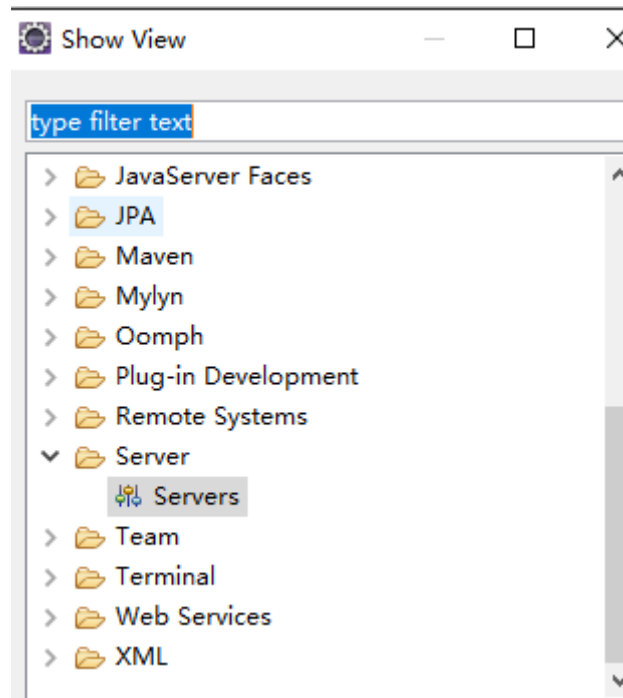 Show View
type filter text
JavaServer Faces
JPA
Maven
Mylyn
Oomph
Plug-in Development
Remote Systems
Server
Servers
Team
Terminal
Web Services
XML